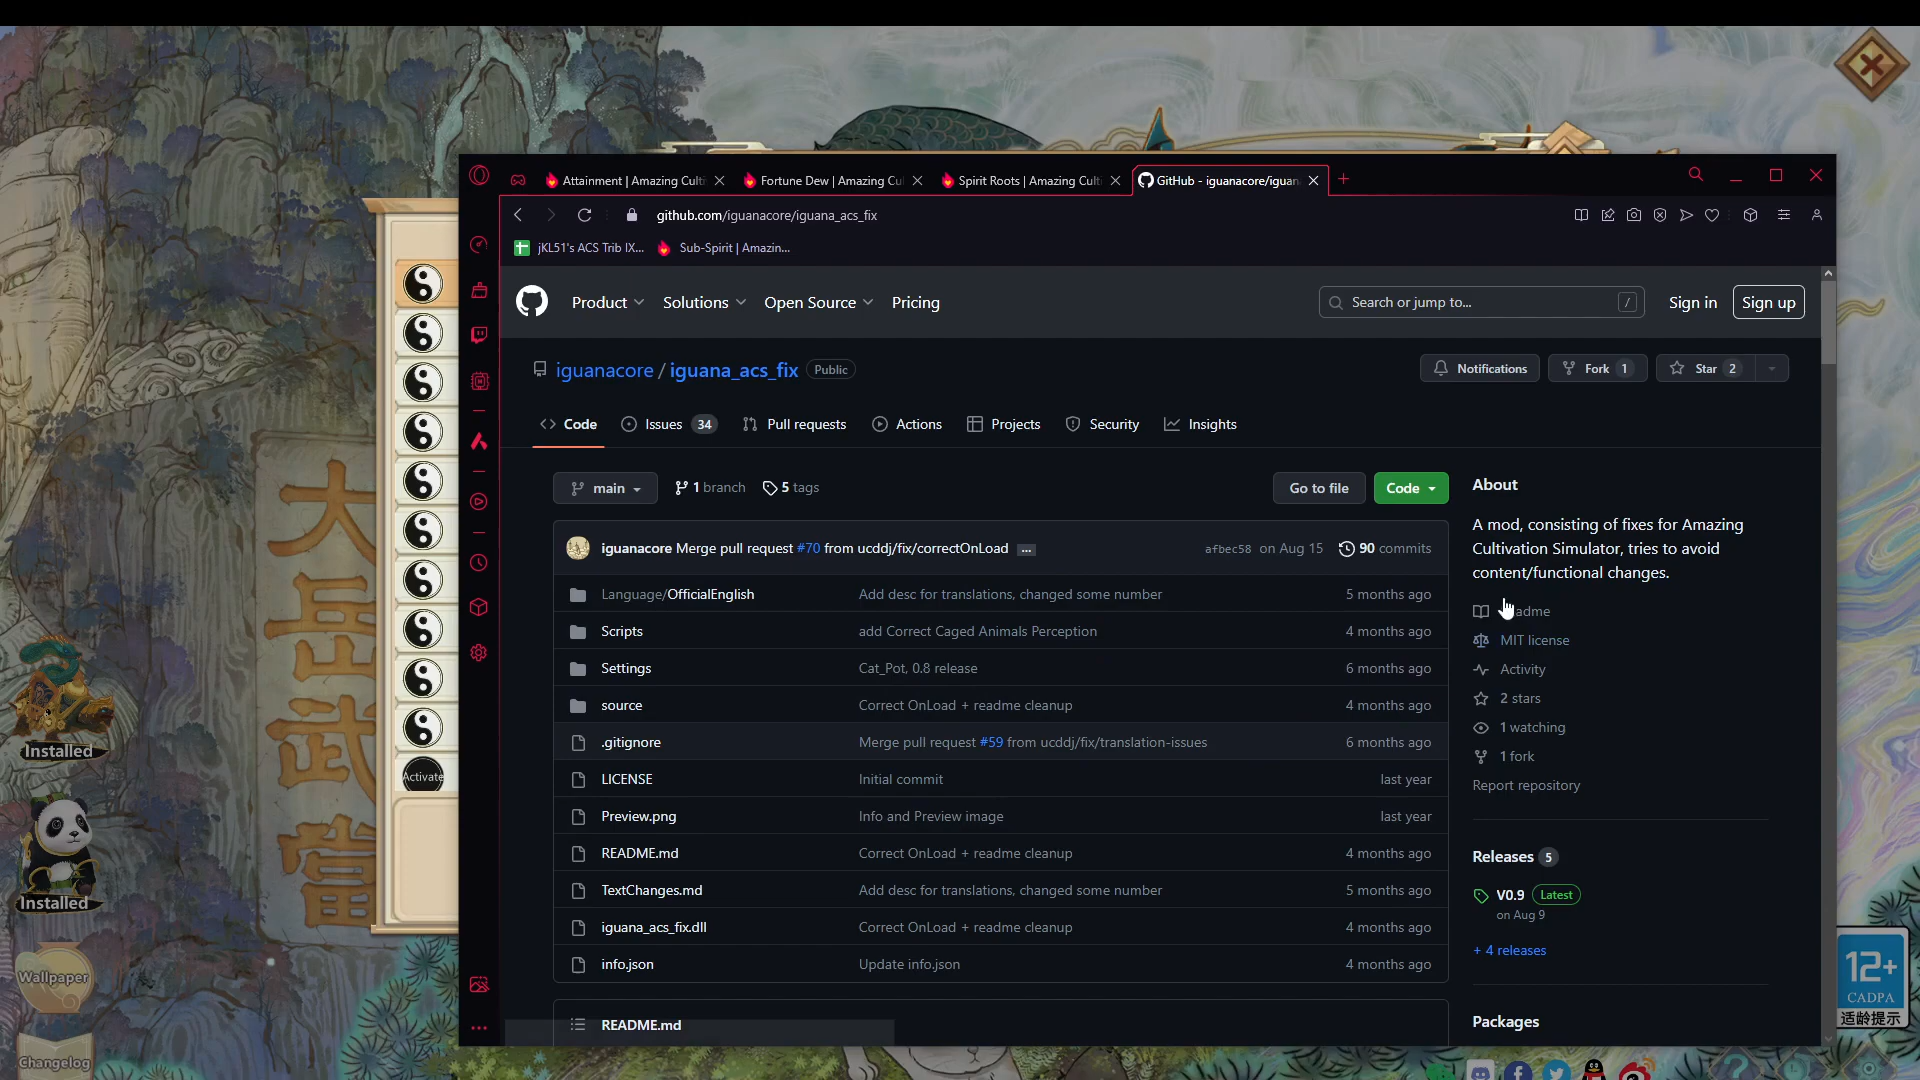 Attainment | Amazing Culti
Fortune Dew | Amazing Cu
Spirit Roots | Amazing Culti
GitHub - iguanacore/iguan
github.com/iguanacore/iguana_acs_fix
jKL51's ACS Trib IX...
Sub-Spirit | Amazin...
Product
Solutions
Open Source
Pricing
Search or jump to...
/
Sign in
Sign up
iguanacore / iguana_acs_fix
Public
Notifications
Fork 1
Star 2
Code
Issues 34
Pull requests
Actions
Projects
Security
Insights
main
1 branch
5 tags
Go to file
Code
iguanacore Merge pull request #70 from ucddj/fix/correctOnLoad ...
afbec58 on Aug 15
90 commits
Language/OfficialEnglish
Add desc for translations, changed some number
5 months ago
Scripts
add Correct Caged Animals Perception
4 months ago
Settings
Cat_Pot, 0.8 release
6 months ago
source
Correct OnLoad + readme cleanup
4 months ago
.gitignore
Merge pull request #59 from ucddj/fix/translation-issues
6 months ago
LICENSE
Initial commit
last year
Preview.png
Info and Preview image
last year
README.md
Correct OnLoad + readme cleanup
4 months ago
TextChanges.md
Add desc for translations, changed some number
5 months ago
iguana_acs_fix.dll
Correct OnLoad + readme cleanup
4 months ago
info.json
Update info.json
4 months ago
README.md
About
A mod, consisting of fixes for Amazing
Cultivation Simulator, tries to avoid
content/functional changes.
adme
MIT license
Activity
2 stars
1 watching
1 fork
Report repository
Releases 5
V0.9 Latest
on Aug 9
+ 4 releases
Packages
Activate
大
岳
武
當
Installed
Installed
Wallpaper
Changelog
12+
CADPA
适龄提示